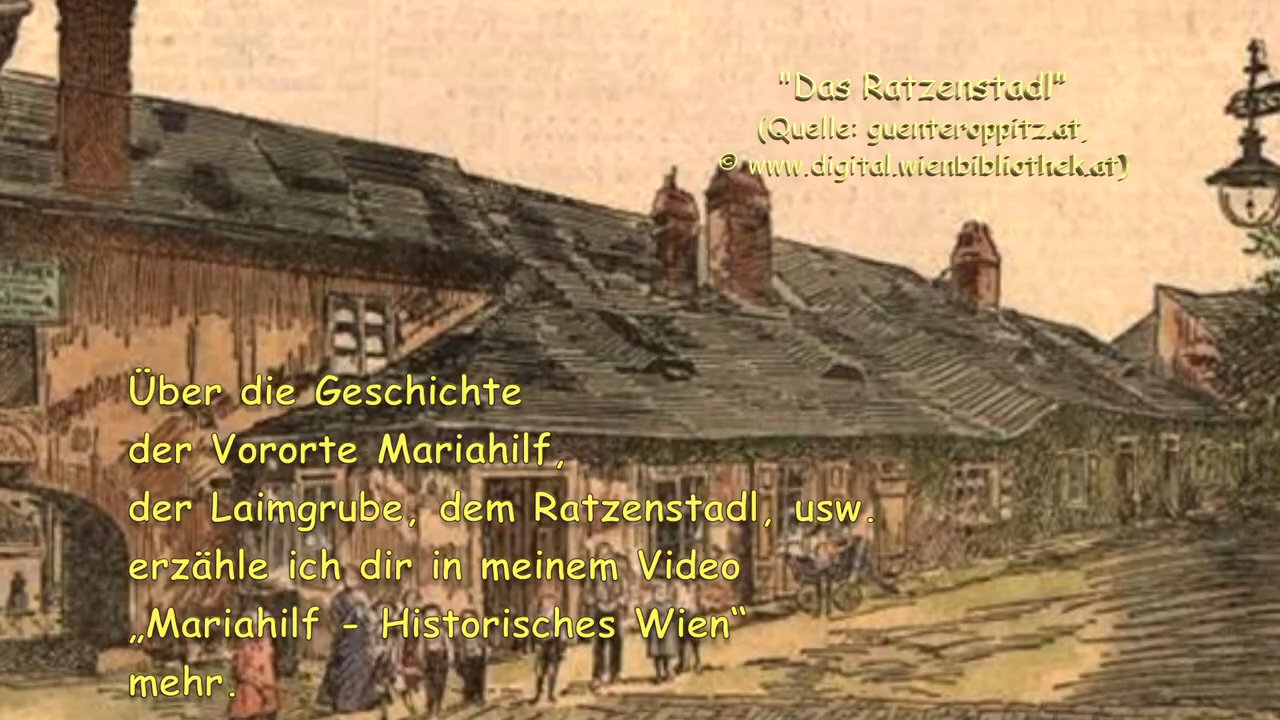 "Das Ratzenstadl"
(Quelle: guenteroppitz.at,
© www.digital.wienbibliothek.at)
Über die Geschichte
der Vororte Mariahilf,
der Laimgrube, dem Ratzenstadl, usw.
erzähle ich dir in meinem Video
„Mariahilf - Historisches Wien“
mehr.